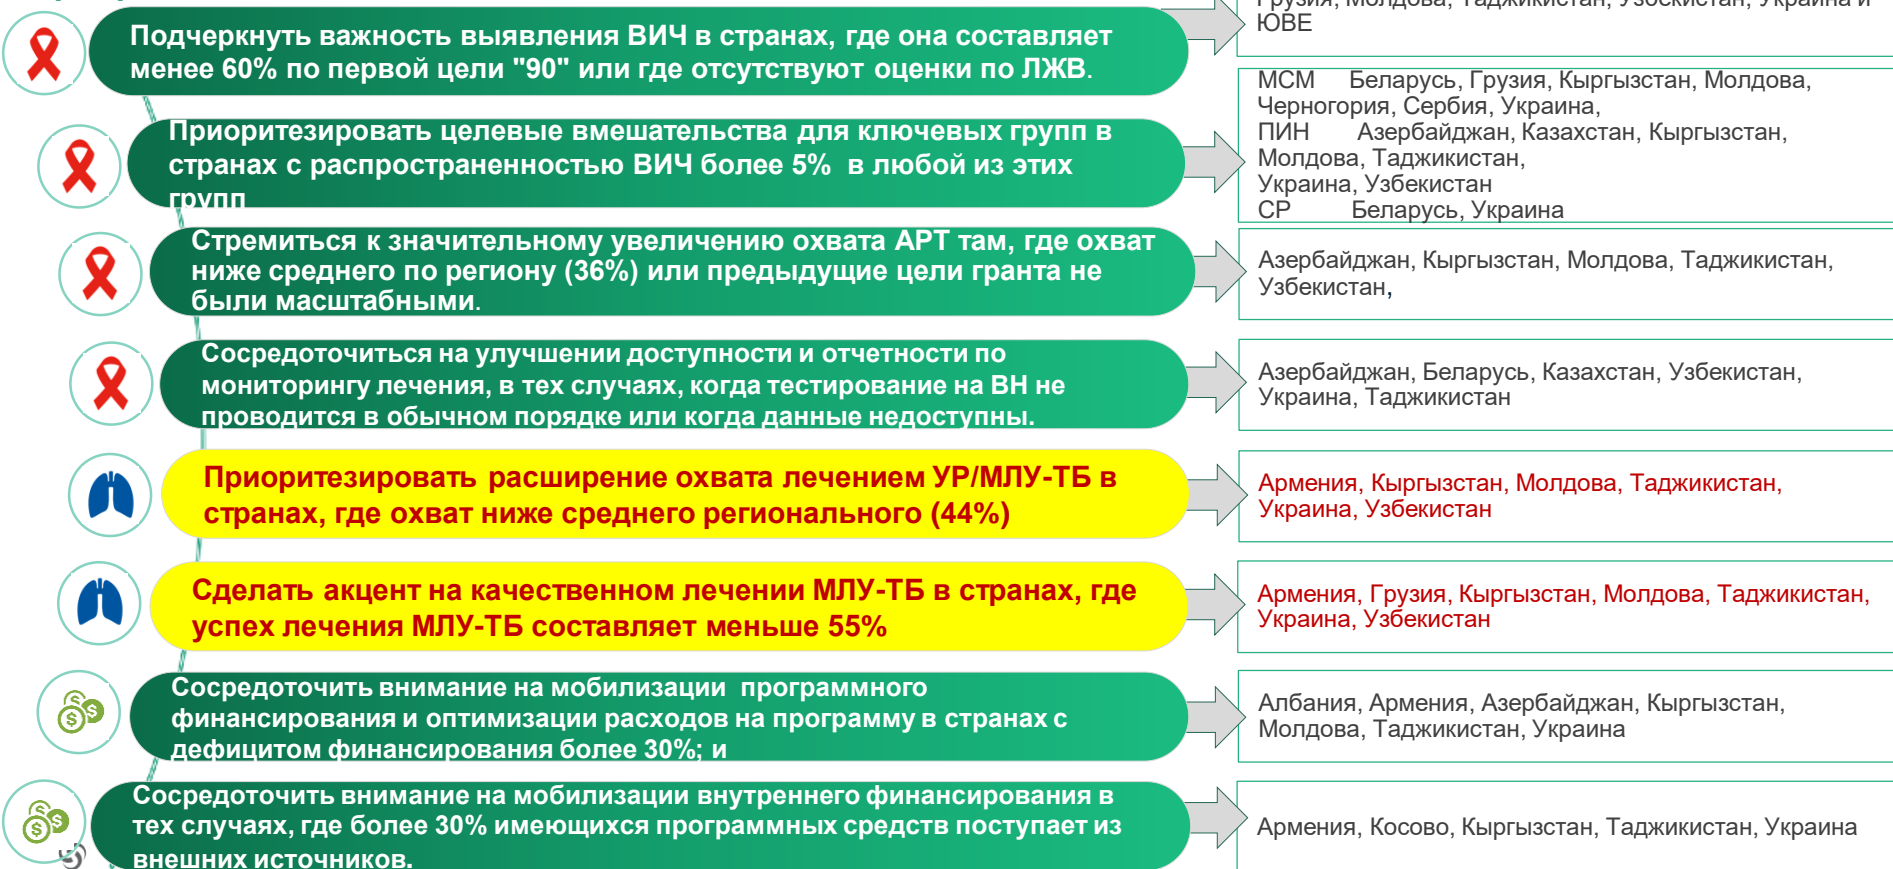 Грузия, Молдова, Таджикистан, Узбекистан, Украина и
ЮВЕ
Подчеркнуть важность выявления ВИЧ в странах, где она составляет
менее 60% по первой цели "90" или где отсутствуют оценки по ЛЖВ.
МСМ Беларусь, Грузия, Кыргызстан, Молдова,
Черногория, Сербия, Украина,
ПИН Азербайджан, Казахстан, Кыргызстан,
Молдова, Таджикистан,
Украина, Узбекистан
СР Беларусь, Украина
Приоритезировать целевые вмешательства для ключевых групп в
странах с распространенностью ВИЧ более 5% в любой из этих
групп
Стремиться к значительному увеличению охвата АРТ там, где охват
ниже среднего по региону (36%) или предыдущие цели гранта не
были масштабными.
Азербайджан, Кыргызстан, Молдова, Таджикистан,
Узбекистан,
Сосредоточиться на улучшении доступности и отчетности по
мониторингу лечения, в тех случаях, когда тестирование на ВН не
проводится в обычном порядке или когда данные недоступны.
Азербайджан, Беларусь, Казахстан, Узбекистан,
Украина, Таджикистан
Приоритезировать расширение охвата лечением УР/МЛУ-ТБ в
странах, где охват ниже среднего регионального (44%)
Армения, Кыргызстан, Молдова, Таджикистан,
Украина, Узбекистан
Сделать акцент на качественном лечении МЛУ-ТБ в странах, где
успех лечения МЛУ-ТБ составляет меньше 55%
Армения, Грузия, Кыргызстан, Молдова, Таджикистан,
Украина, Узбекистан
Сосредоточить внимание на мобилизации программного
финансирования и оптимизации расходов на программу в странах с
дефицитом финансирования более 30%; и
Албания, Армения, Азербайджан, Кыргызстан,
Молдова, Таджикистан, Украина
Сосредоточить внимание на мобилизации внутреннего финансирования в
тех случаях, где более 30% имеющихся программных средств поступает из
внешних источников.
Армения, Косово, Кыргызстан, Таджикистан, Украина